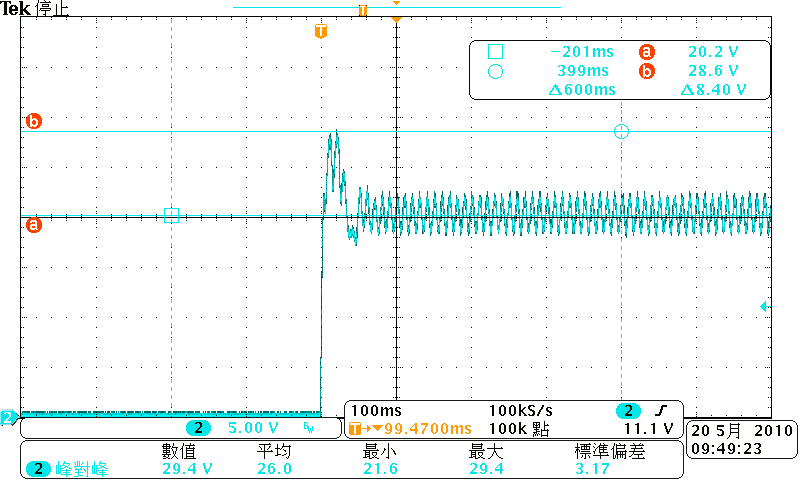 Tek 停止
T
T
−201ms a 20.2 V
399ms b 28.6 V
Δ600ms Δ8.40 V
b
a
2
2 5.00 V BW
100ms 100kS/s 2
T→▼99.4700ms 100k 點 11.1 V
20 5月 2010
09:49:23
數值 平均 最小 最大 標準偏差
2 峰對峰 29.4 V 26.0 21.6 29.4 3.17